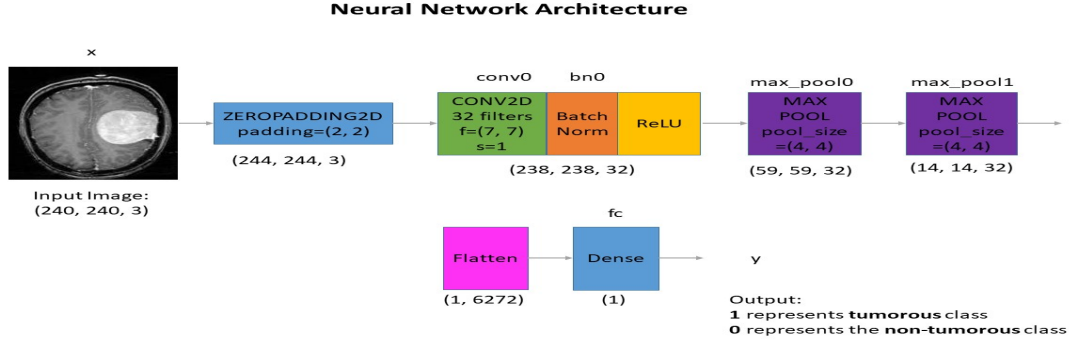 Neural Network Architecture
x
Input Image:
(240, 240, 3)
ZEROPADDING2D
padding=(2, 2)
(244, 244, 3)
conv0
bn0
CONV2D
32 filters
f=(7, 7)
s=1
Batch
Norm
ReLU
(238, 238, 32)
max_pool0
MAX
POOL
pool_size
=(4, 4)
(59, 59, 32)
max_pool1
MAX
POOL
pool_size
=(4, 4)
(14, 14, 32)
Flatten
(1, 6272)
fc
Dense
(1)
y
Output:
1 represents tumorous class
0 represents the non-tumorous class